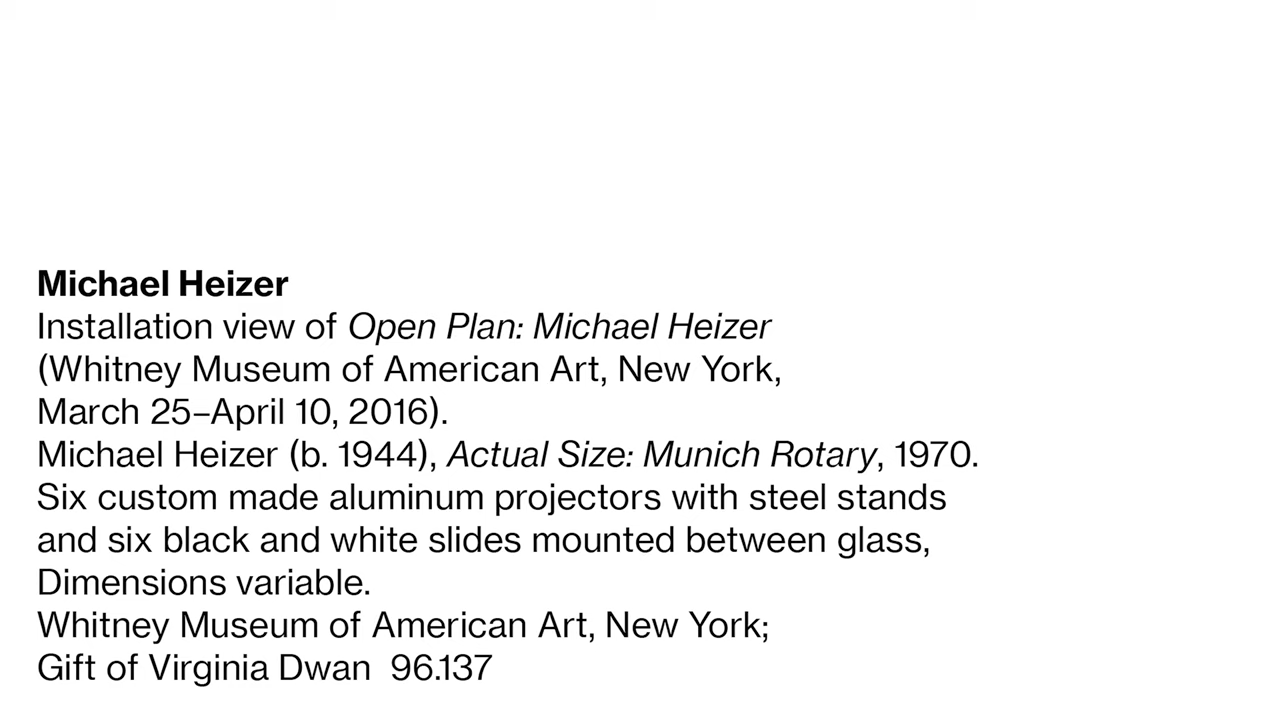 Michael Heizer
Installation view of Open Plan: Michael Heizer
(Whitney Museum of American Art, New York,
March 25–April 10, 2016).
Michael Heizer (b. 1944), Actual Size: Munich Rotary, 1970.
Six custom made aluminum projectors with steel stands
and six black and white slides mounted between glass,
Dimensions variable.
Whitney Museum of American Art, New York;
Gift of Virginia Dwan  96.137